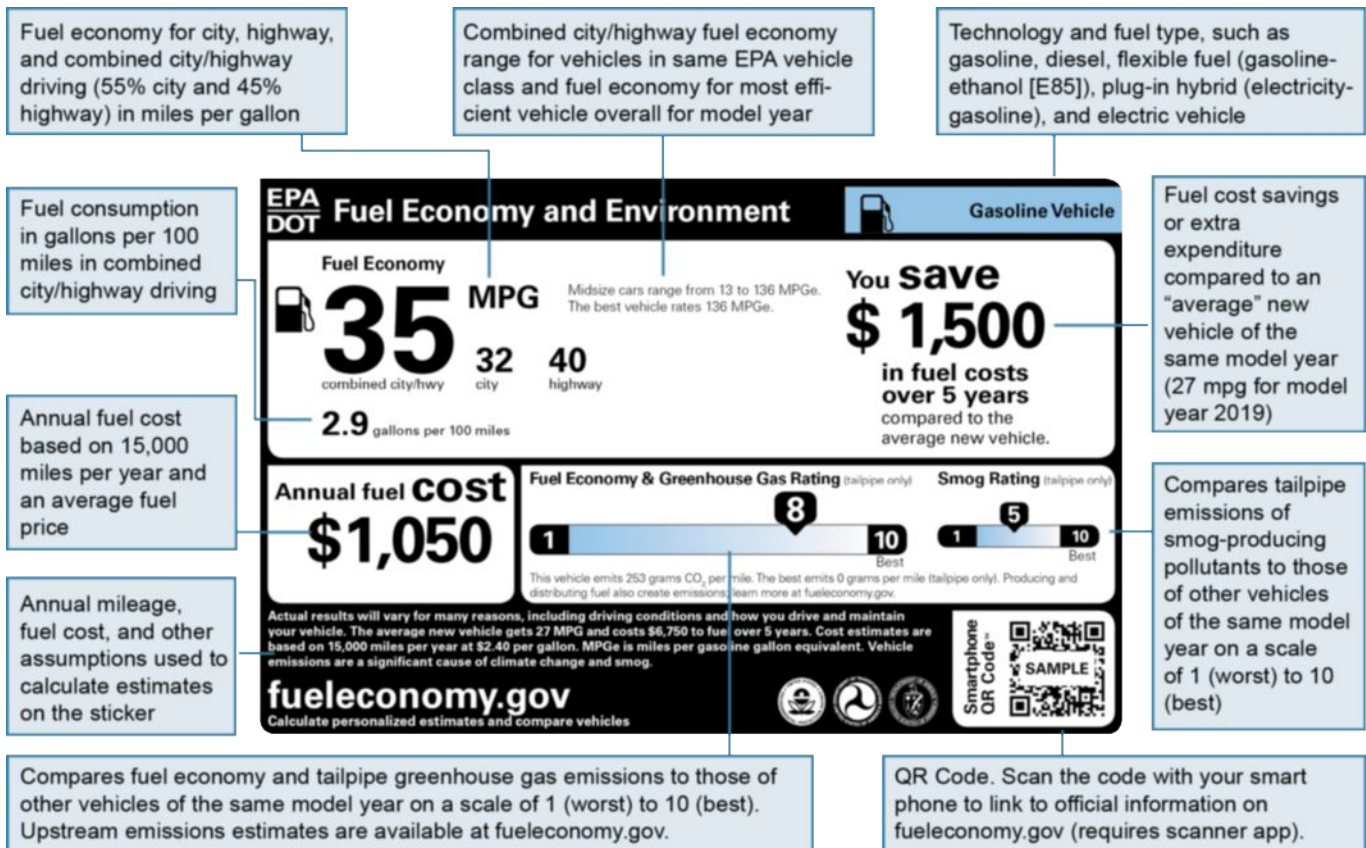 Fuel economy for city, highway,
and combined city/highway
driving (55% city and 45%
highway) in miles per gallon
Combined city/highway fuel economy
range for vehicles in same EPA vehicle
class and fuel economy for most effi-
cient vehicle overall for model year
Technology and fuel type, such as
gasoline, diesel, flexible fuel (gasoline-
ethanol [E85]), plug-in hybrid (electricity-
gasoline), and electric vehicle
Fuel consumption
in gallons per 100
miles in combined
city/highway driving
Annual fuel cost
based on 15,000
miles per year and
an average fuel
price
Annual mileage,
fuel cost, and other
assumptions used to
calculate estimates
on the sticker
EPA
DOT
Fuel Economy and Environment
Gasoline Vehicle
Fuel Economy
35
MPG
combined city/hwy
32
city
40
highway
2.9 gallons per 100 miles
Midsize cars range from 13 to 136 MPGe.
The best vehicle rates 136 MPGe.
You save
$ 1,500
in fuel costs
over 5 years
compared to the
average new vehicle.
Annual fuel cost
$1,050
Fuel Economy & Greenhouse Gas Rating (tailpipe only)
1
8
10
Best
Smog Rating (tailpipe only)
1
5
10
Best
This vehicle emits 253 grams CO₂ per mile. The best emits 0 grams per mile (tailpipe only). Producing and
distributing fuel also create emissions; learn more at fueleconomy.gov.
Actual results will vary for many reasons, including driving conditions and how you drive and maintain
your vehicle. The average new vehicle gets 27 MPG and costs $6,750 to fuel over 5 years. Cost estimates are
based on 15,000 miles per year at $2.40 per gallon. MPGe is miles per gasoline gallon equivalent. Vehicle
emissions are a significant cause of climate change and smog.
fueleconomy.gov
Calculate personalized estimates and compare vehicles
Smartphone
QR Code™
SAMPLE
Fuel cost savings
or extra
expenditure
compared to an
“average” new
vehicle of the
same model year
(27 mpg for model
year 2019)
Compares tailpipe
emissions of
smog-producing
pollutants to those
of other vehicles
of the same model
year on a scale
of 1 (worst) to 10
(best)
Compares fuel economy and tailpipe greenhouse gas emissions to those of
other vehicles of the same model year on a scale of 1 (worst) to 10 (best).
Upstream emissions estimates are available at fueleconomy.gov.
QR Code. Scan the code with your smart
phone to link to official information on
fueleconomy.gov (requires scanner app).